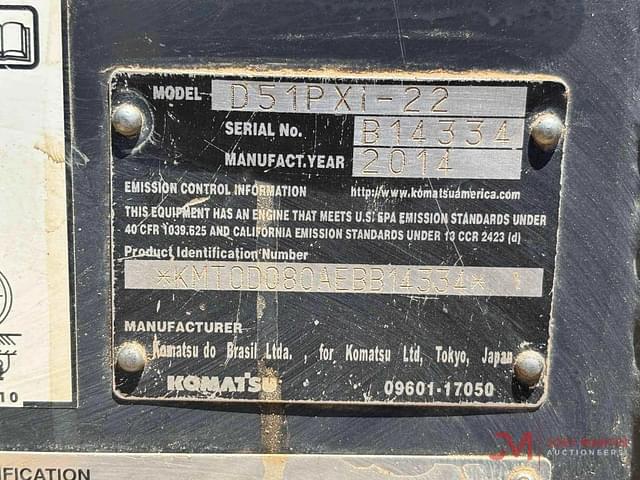 MODEL D51PXi-22
SERIAL No. B14334
MANUFACT.YEAR 2014
EMISSION CONTROL INFORMATION http://www.komatsuamerica.com
THIS EQUIPMENT HAS AN ENGINE THAT MEETS U.S. EPA EMISSION STANDARDS UNDER
40 CFR 1039.625 AND CALIFORNIA EMISSION STANDARDS UNDER 13 CCR 2423 (d)
Product Identification Number
*KMT0D080AEBB14334*
MANUFACTURER
Komatsu do Brasil Ltda. , for Komatsu Ltd, Tokyo, Japan
KOMATSU 09601-17050
10
IFICATION
JM
AUCTIONEERS